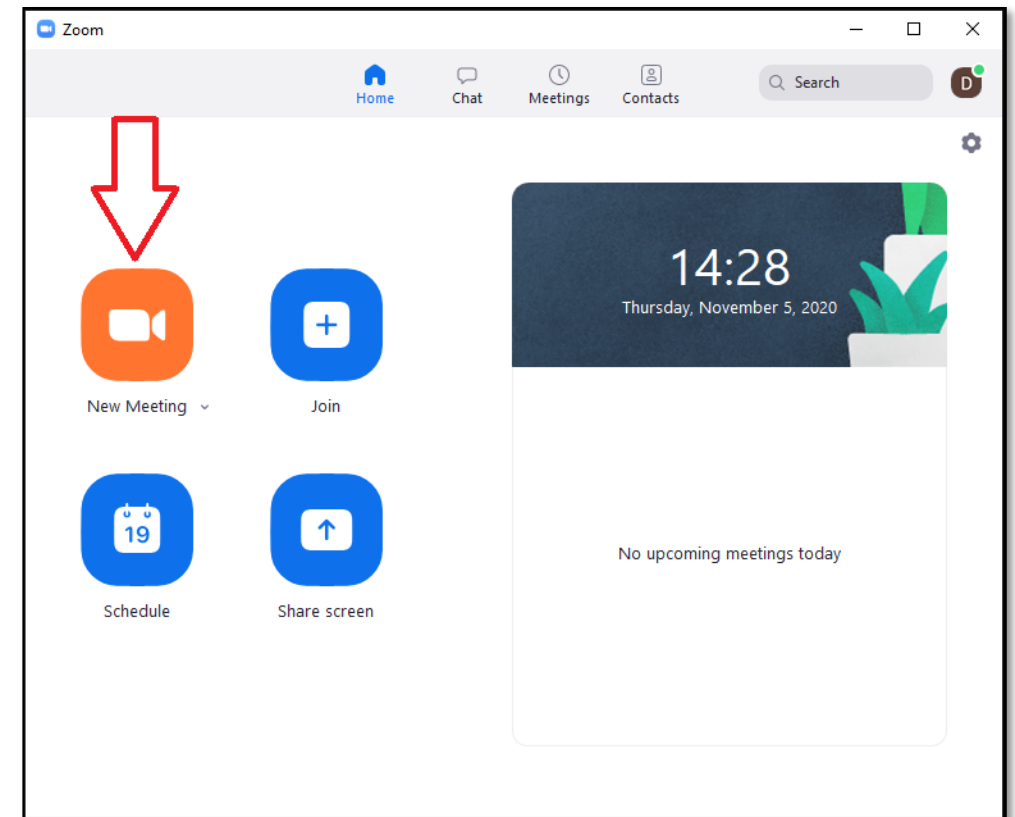 Zoom
Home Chat Meetings Contacts Search D
14:28
Thursday, November 5, 2020
New Meeting Join
19
Schedule Share screen
No upcoming meetings today